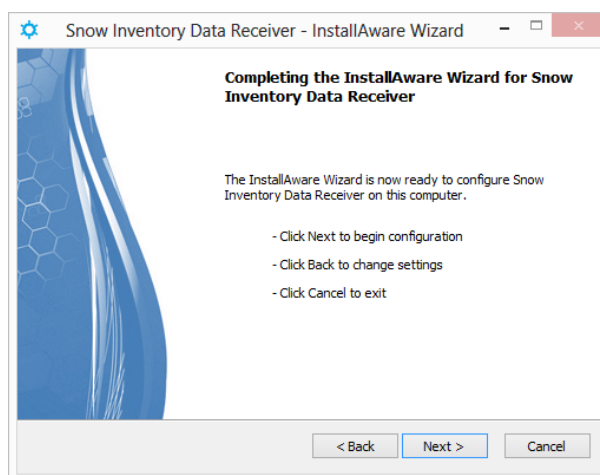 Snow Inventory Data Receiver - InstallAware Wizard
Completing the InstallAware Wizard for Snow
Inventory Data Receiver
The InstallAware Wizard is now ready to configure Snow
Inventory Data Receiver on this computer.
- Click Next to begin configuration
- Click Back to change settings
- Click Cancel to exit
< Back Next > Cancel